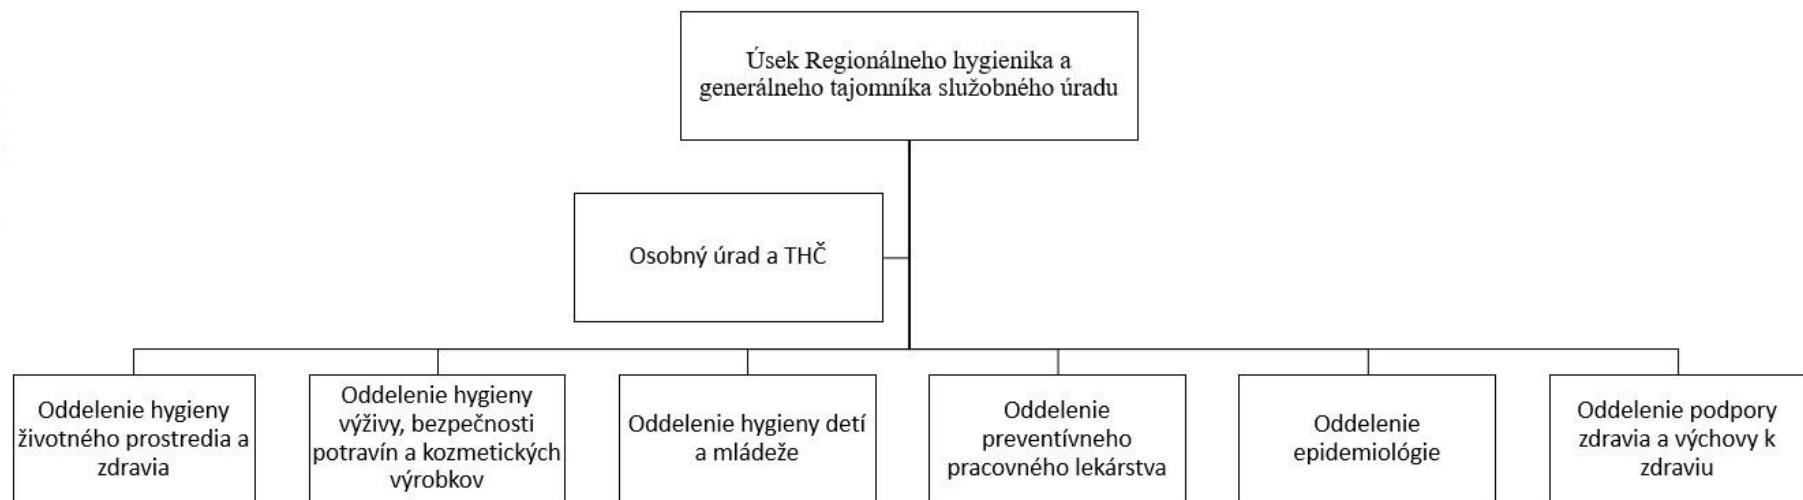 Úsek Regionálneho hygienika a
generálneho tajomníka služobného úradu
Osobný úrad a THČ
Oddelenie hygieny
životného prostredia a
zdravia
Oddelenie hygieny
výživy, bezpečnosti
potravín a kozmetických
výrobkov
Oddelenie hygieny detí
a mládeže
Oddelenie
preventívneho
pracovného lekárstva
Oddelenie
epidemiológie
Oddelenie podpory
zdravia a výchovy k
zdraviu